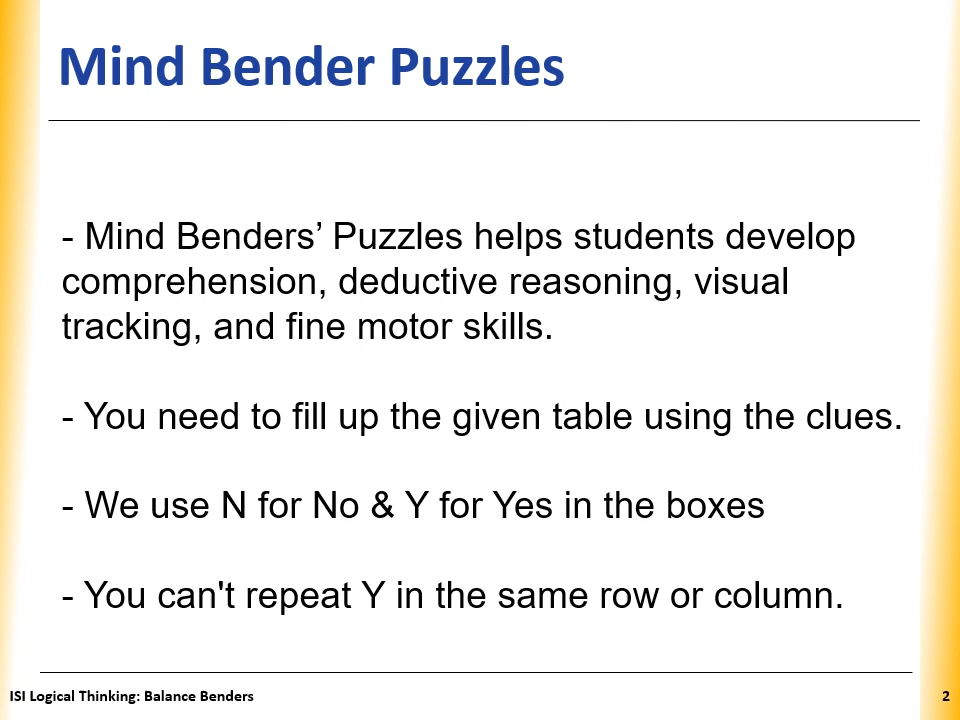 Mind Bender Puzzles
- Mind Benders’ Puzzles helps students develop
comprehension, deductive reasoning, visual
tracking, and fine motor skills.
- You need to fill up the given table using the clues.
- We use N for No & Y for Yes in the boxes
- You can't repeat Y in the same row or column.
ISI Logical Thinking: Balance Benders
2